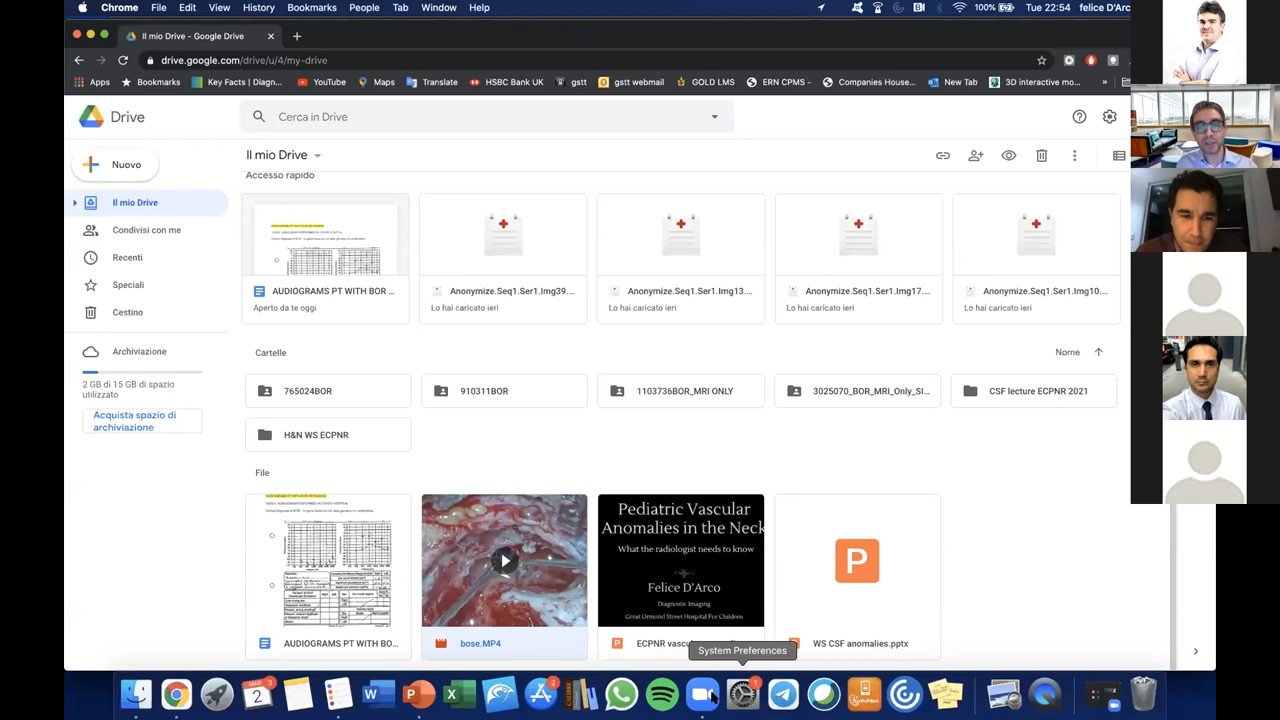 Chrome File Edit View History Bookmarks People Tab Window Help 100% Tue 22:54 felice D'Arc
Il mio Drive - Google Drive
drive.google.com/drive/u/4/my-drive
Apps Bookmarks Key Facts | Diagn... YouTube Maps Translate HSBC Bank UK gstt gstt webmail GOLD LMS ERN CPMS - Companies House... New Tab 3D interactive mo... »
Drive
Cerca in Drive
Nuovo
Il mio Drive
Accesso rapido
Il mio Drive
Condivisi con me
Recenti
Speciali
Cestino
Archiviazione
2 GB di 15 GB di spazio
utilizzato
Acquista spazio di
archiviazione
AUDIOGRAMS PT WITH BOR ...
Aperto da te oggi
Anonymize.Seq1.Ser1.Img39....
Lo hai caricato ieri
Anonymize.Seq1.Ser1.Img13....
Lo hai caricato ieri
Anonymize.Seq1.Ser1.Img17....
Lo hai caricato ieri
Anonymize.Seq1.Ser1.Img10....
Lo hai caricato ieri
Cartelle
Nome
765024BOR
910311BOR
1103736BOR_MRI ONLY
3025070_BOR_MRI_Only_SI...
CSF lecture ECPNR 2021
H&N WS ECPNR
File
Pediatric Vascular
Anomalies in the Neck
What the radiologist needs to know
Felice D'Arco
Diagnostic Imaging
Great Ormond Street Hospital For Children
P
AUDIOGRAMS PT WITH BO...
bose.MP4
ECPNR
WS CSF anomalies.pptx
System Preferences
MAR 3
2
2
1